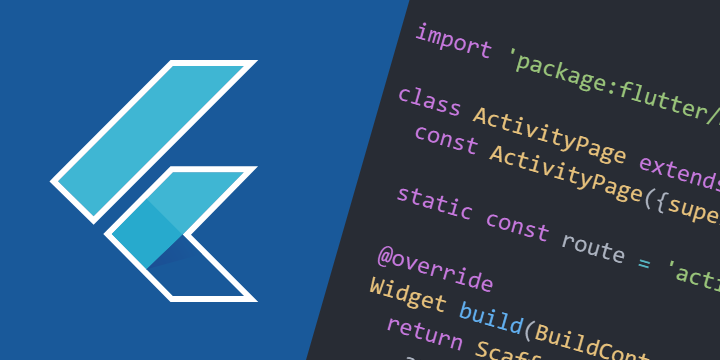 import 'package:flutter/
class ActivityPage extends
const ActivityPage({supe
static const route = 'acti
@override
Widget build(BuildCont
return Scaff